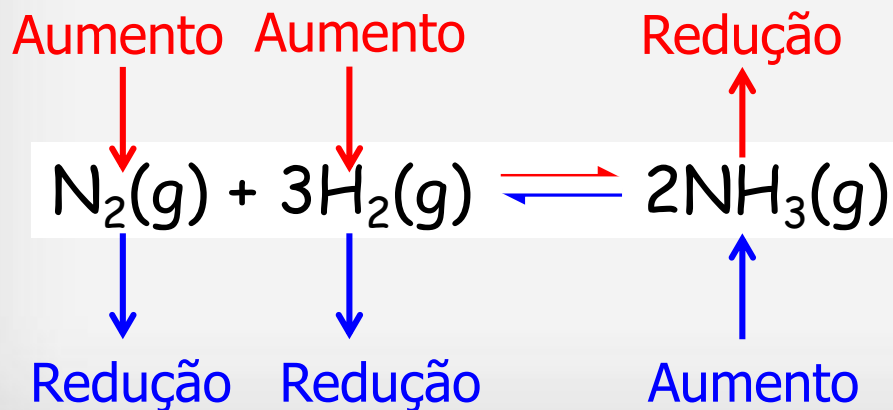 Aumento Aumento Redução
N₂(g) + 3H₂(g) ⇌ 2NH₃(g)
Redução Redução Aumento